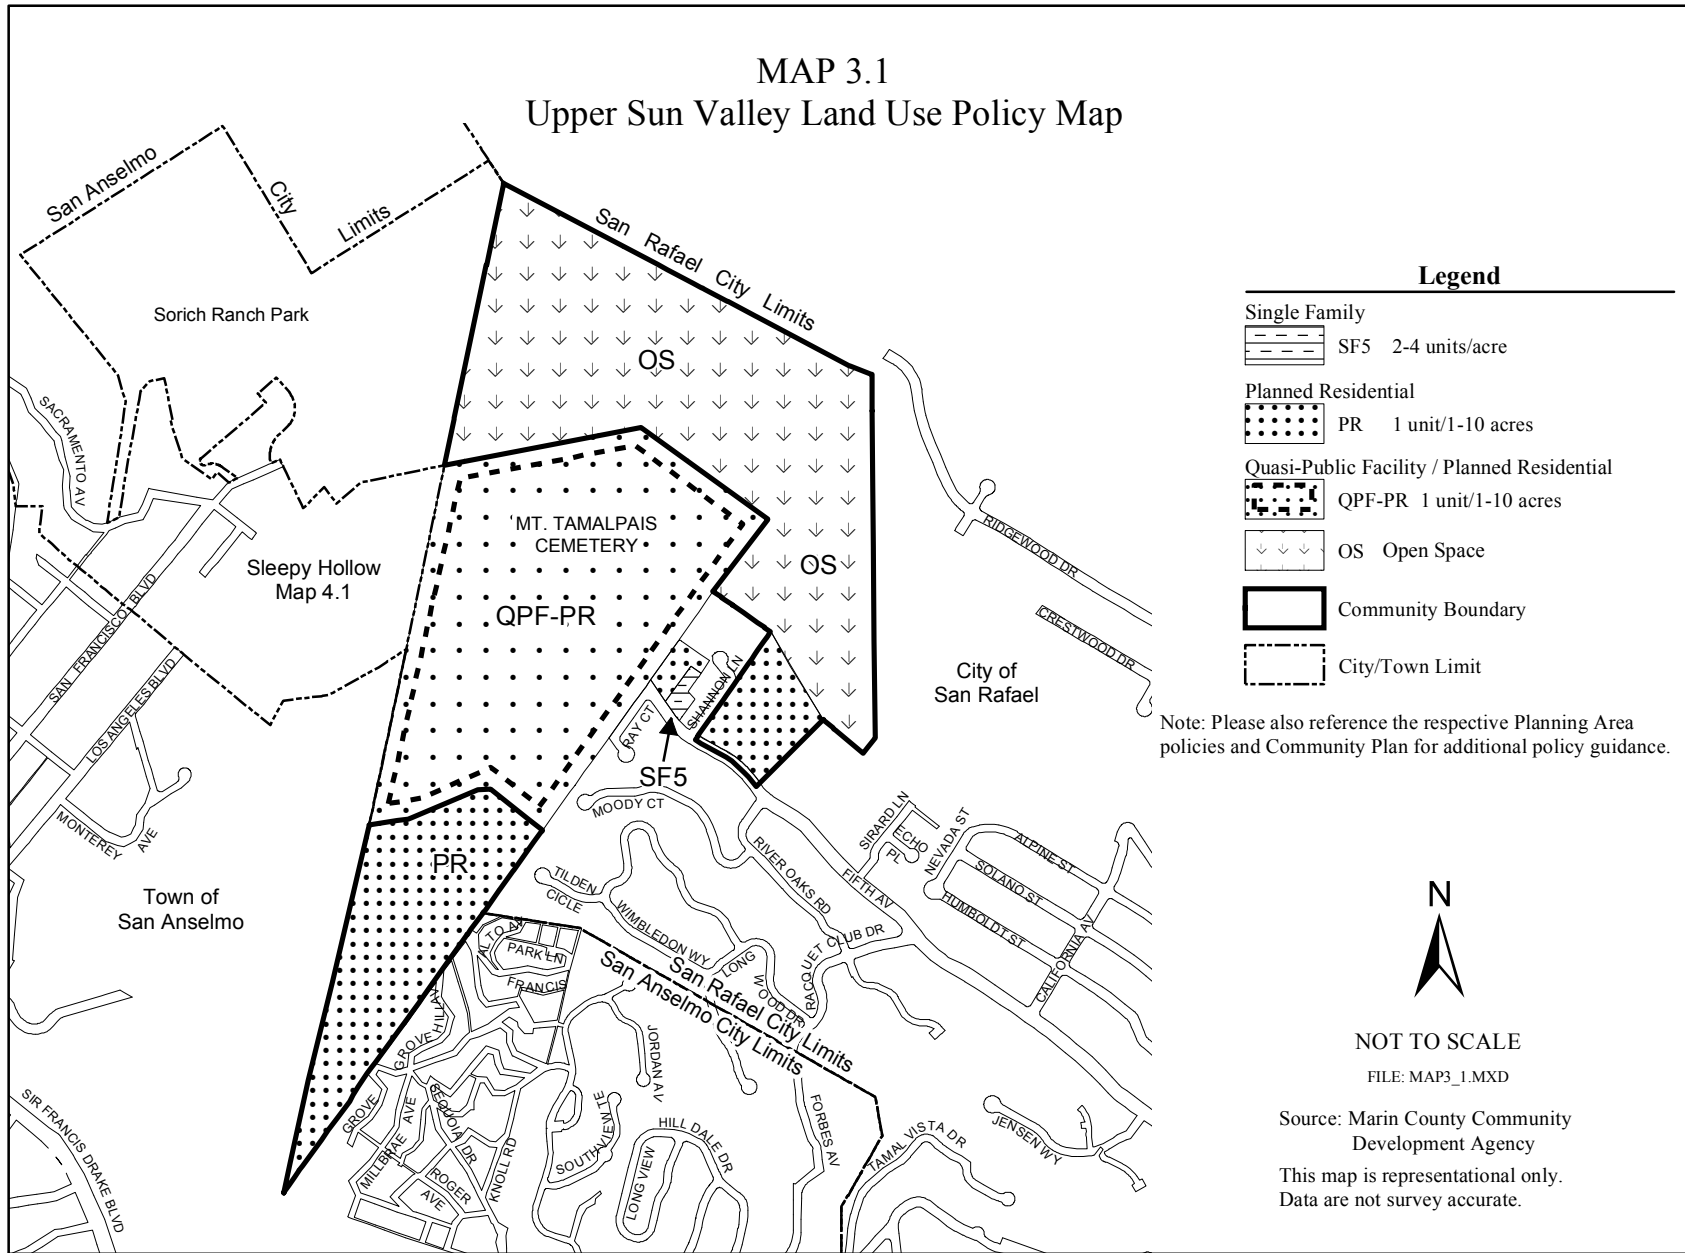 MAP 3.1
Upper Sun Valley Land Use Policy Map
San Anselmo
City
Limits
San Rafael City Limits
Sorich Ranch Park
OS
SACRAMENTO AV
MT. TAMALPAIS
CEMETERY
QPF-PR
OS
Sleepy Hollow
Map 4.1
SAN FRANCISCO BLVD
LOS ANGELES BLVD
RIDGEWOOD DR
CRESTWOOD DR
City of
San Rafael
SHANNON LN
RAY CT
SF5
MOODY CT
MONTEREY
AVE
PR
Town of
San Anselmo
TILDEN
CICLE
WIMBLEDON WY
RIVER OAKS RD
FIFTH AV
SIRARD LN
ECHO
PL
NEVADA ST
ALPINE ST
SOLANO ST
HUMBOLDT ST
CALIFORNIA AV
RACQUET CLUB DR
LONG
WOOD DR
San Rafael City Limits
San Anselmo City Limits
ALTO AV
PARK LN
FRANCIS
GROVE
GROVE
MILLBRAE AVE
SEQUOIA DR
ROGER
AVE
KNOLL RD
JORDAN AV
SOUTHVIEW TE
LONG VIEW
HILL DALE DR
FORBES AV
TAMAL VISTA DR
JENSEN WY
SIR FRANCIS DRAKE BLVD
Legend
Single Family
SF5 2-4 units/acre
Planned Residential
PR 1 unit/1-10 acres
Quasi-Public Facility / Planned Residential
QPF-PR 1 unit/1-10 acres
OS Open Space
Community Boundary
City/Town Limit
Note: Please also reference the respective Planning Area
policies and Community Plan for additional policy guidance.
N
NOT TO SCALE
FILE: MAP3_1.MXD
Source: Marin County Community
Development Agency
This map is representational only.
Data are not survey accurate.